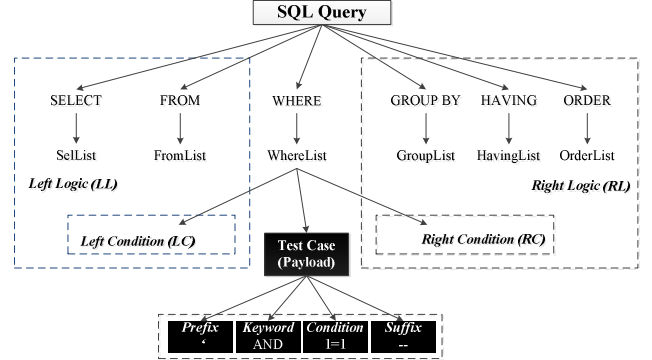 SQL Query
SELECT FROM WHERE GROUP BY HAVING ORDER
SelList FromList WhereList GroupList HavingList OrderList
Left Logic (LL) Right Logic (RL)
Left Condition (LC) Test Case (Payload) Right Condition (RC)
Prefix Keyword Condition Suffix
‘ AND 1=1 --